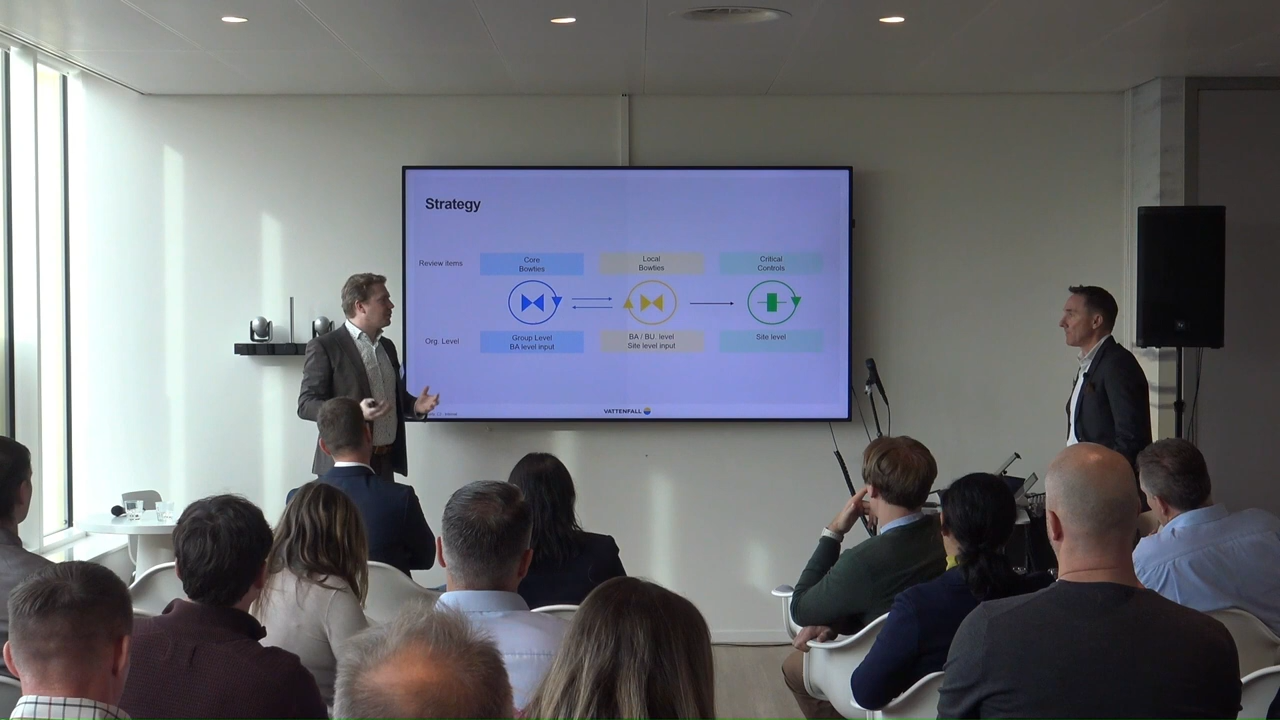 Strategy
Review items
Core
Bowties
Local
Bowties
Critical
Controls
Org. Level
Group Level
BA level input
BA / BU level
Site level input
Site level
VATTENFALL